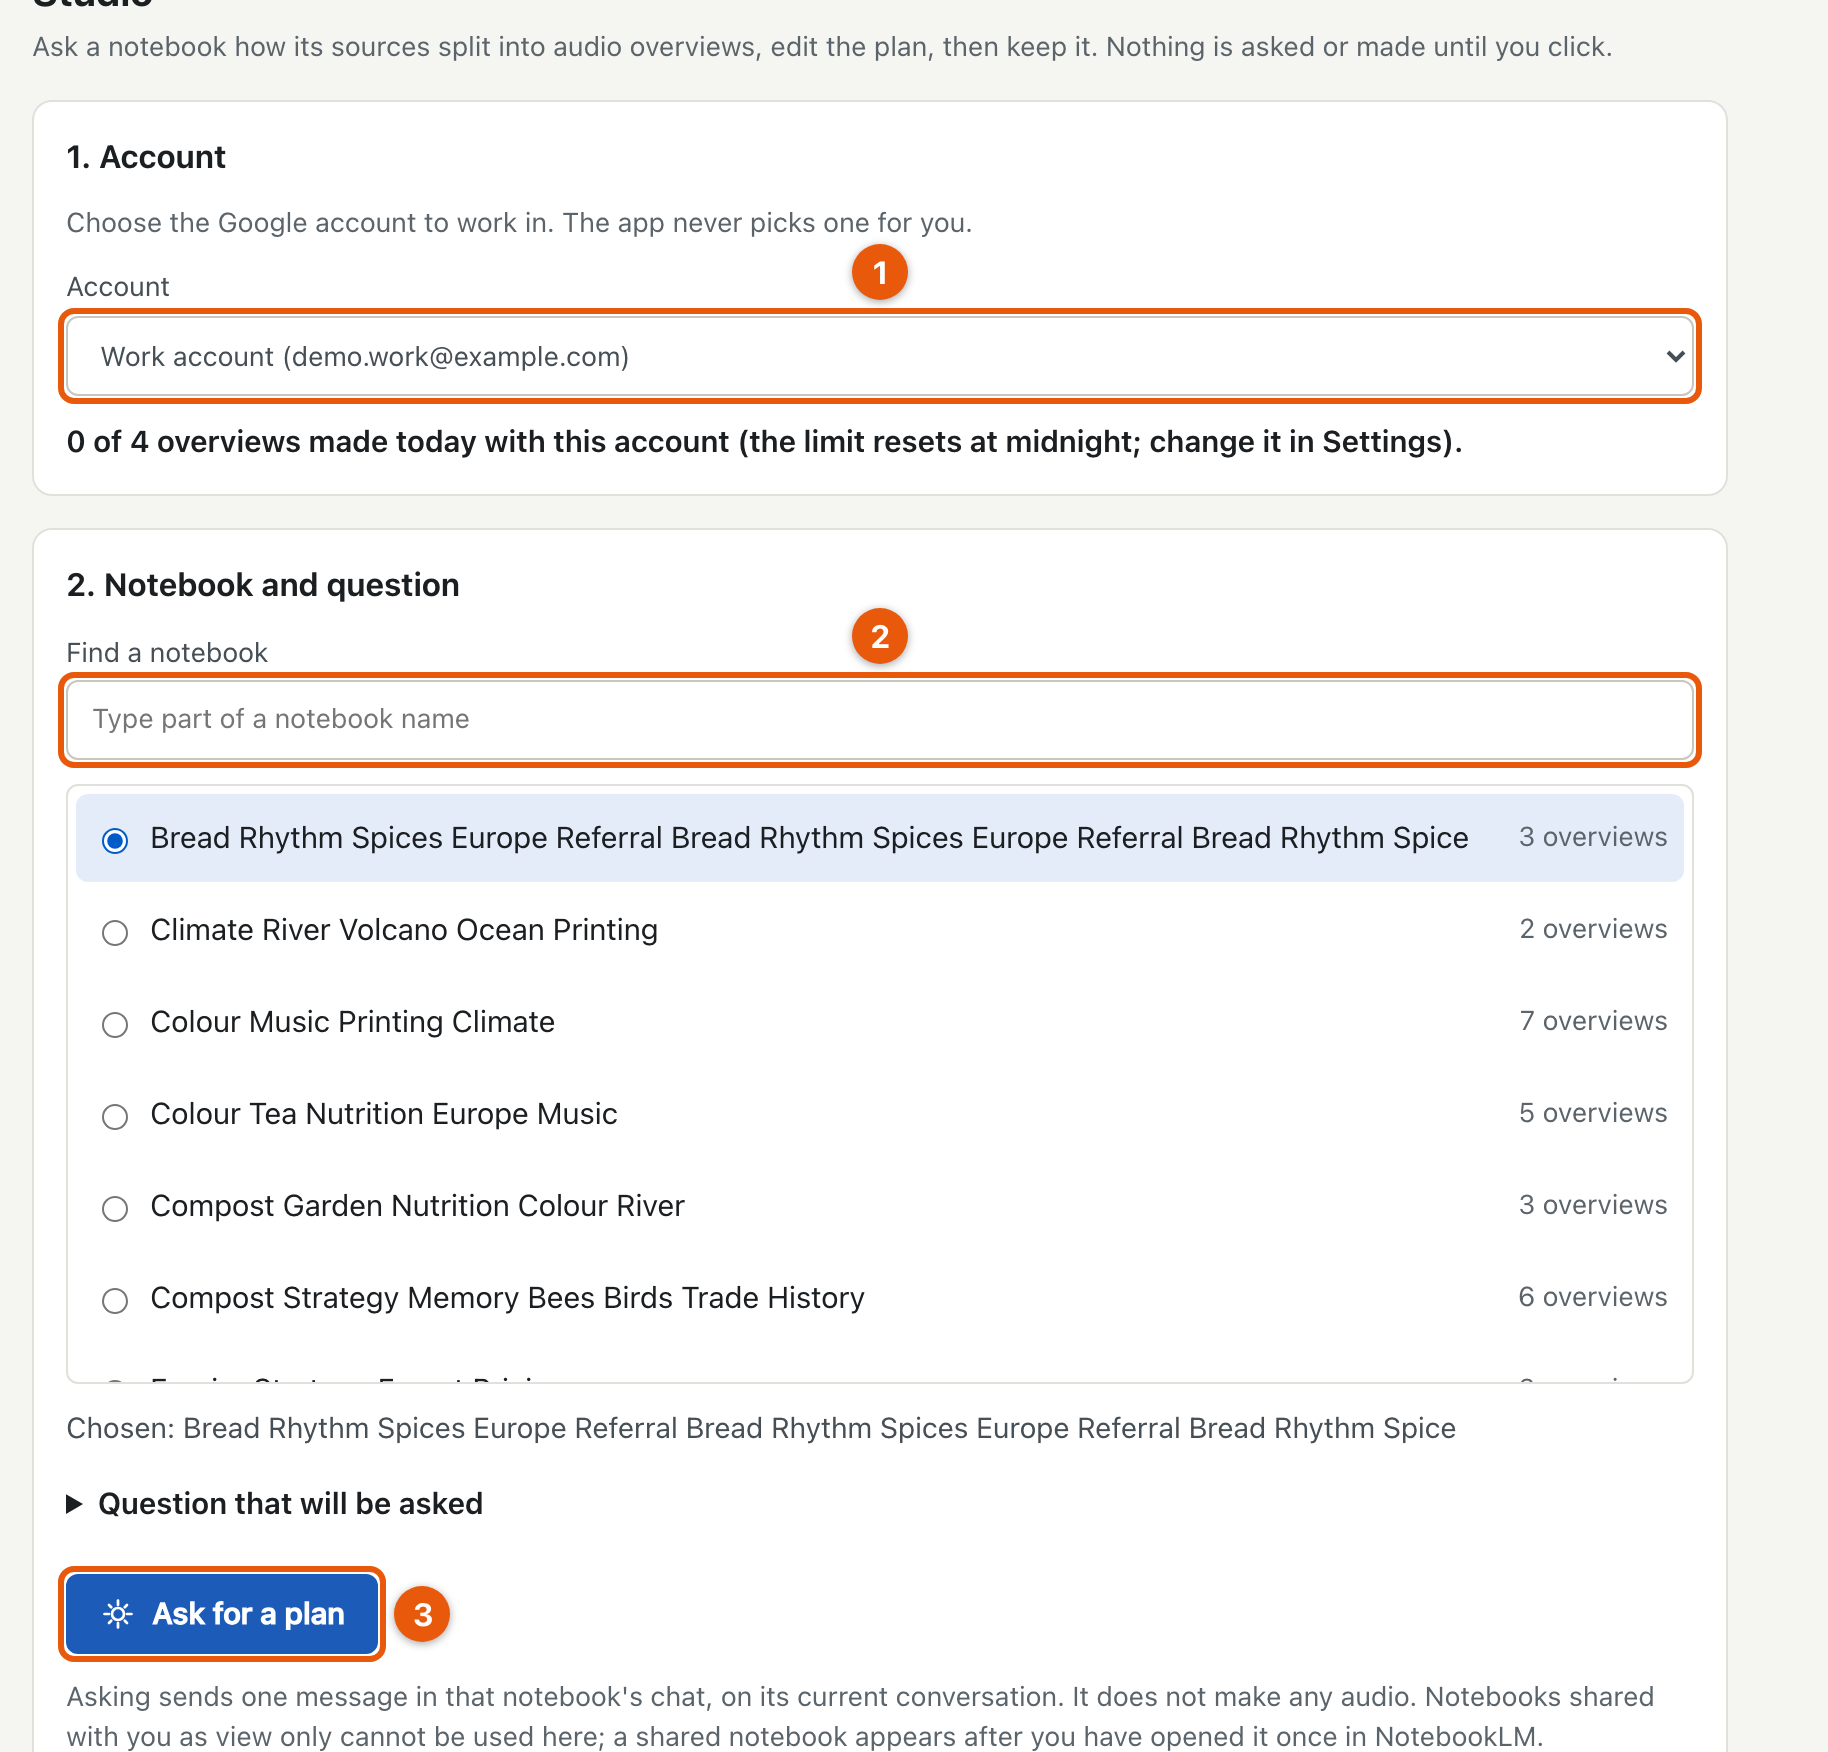 Studio
Ask a notebook how its sources split into audio overviews, edit the plan, then keep it. Nothing is asked or made until you click.
1. Account
Choose the Google account to work in. The app never picks one for you.
1
Account
Work account (demo.work@example.com)
0 of 4 overviews made today with this account (the limit resets at midnight; change it in Settings).
2. Notebook and question
2
Find a notebook
Type part of a notebook name
Bread Rhythm Spices Europe Referral Bread Rhythm Spices Europe Referral Bread Rhythm Spice 3 overviews
Climate River Volcano Ocean Printing 2 overviews
Colour Music Printing Climate 7 overviews
Colour Tea Nutrition Europe Music 5 overviews
Compost Garden Nutrition Colour River 3 overviews
Compost Strategy Memory Bees Birds Trade History 6 overviews
Chosen: Bread Rhythm Spices Europe Referral Bread Rhythm Spices Europe Referral Bread Rhythm Spice
Question that will be asked
Ask for a plan 3
Asking sends one message in that notebook's chat, on its current conversation. It does not make any audio. Notebooks shared
with you as view only cannot be used here; a shared notebook appears after you have opened it once in NotebookLM.